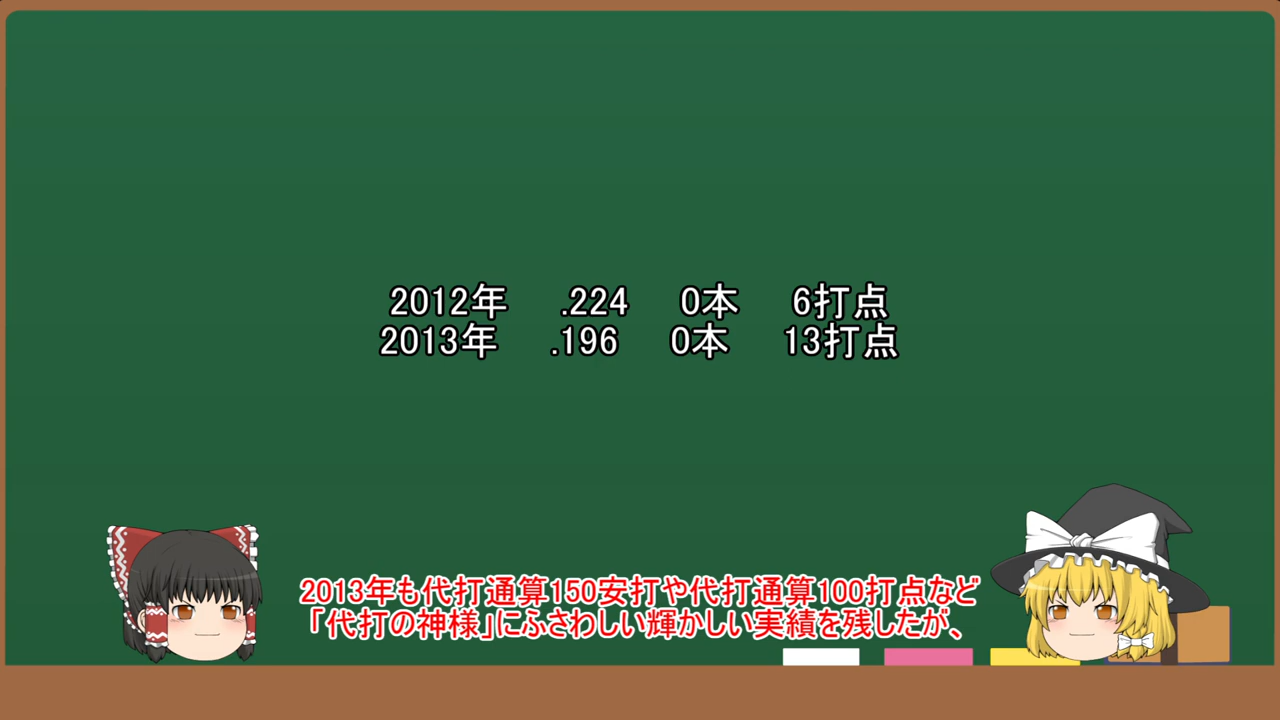 2012年 .224 0本 6打点
2013年 .196 0本 13打点
2013年も代打通算150安打や代打通算100打点など
「代打の神様」にふさわしい輝かしい実績を残したが、